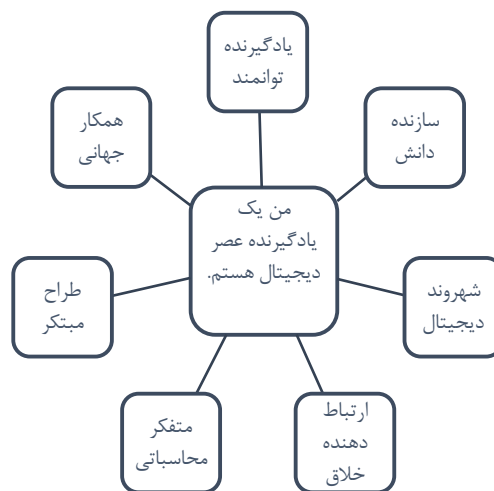 یادگیرنده
توانمند
سازنده
دانش
شهروند
دیجیتال
ارتباط
دهنده
خلاق
متفکر
محاسباتی
طراح
مبتکر
همکار
جهانی
من یک
یادگیرنده عصر
دیجیتال هستم.